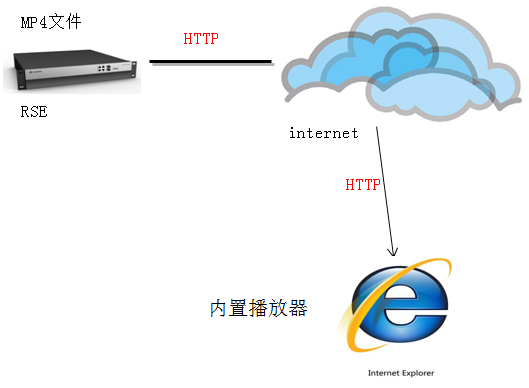 MP4文件
HTTP
RSE
internet
HTTP
内置播放器
Internet Explorer